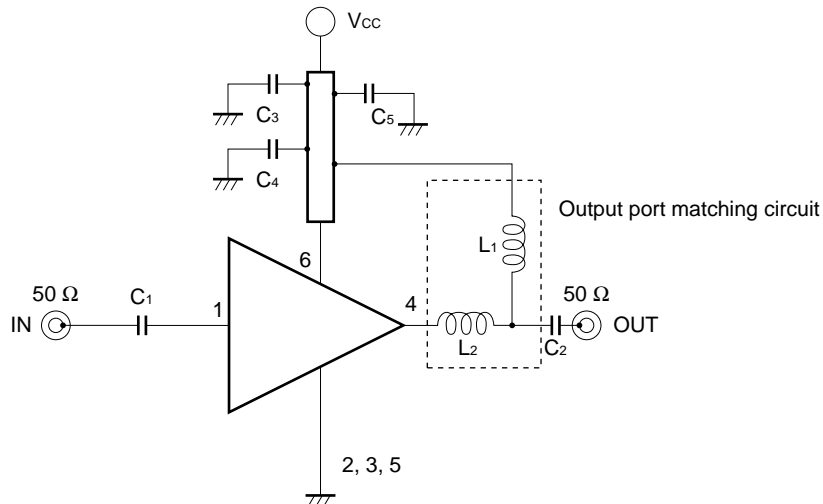 VCC
C3
C5
C4
Output port matching circuit
L1
6
50 Ω
C1
1
4
50 Ω
IN
L2
C2
OUT
2, 3, 5